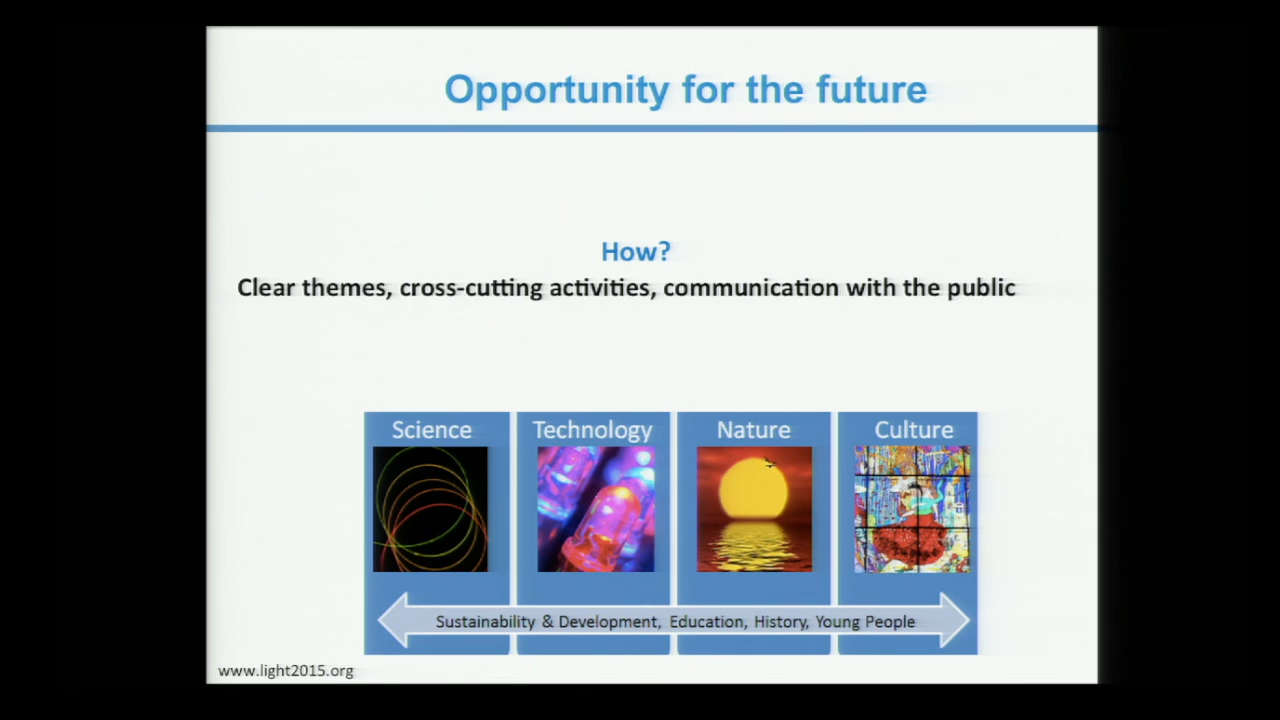 Opportunity for the future
How?
Clear themes, cross-cutting activities, communication with the public
Science
Technology
Nature
Culture
Sustainability & Development, Education, History, Young People
www.light2015.org